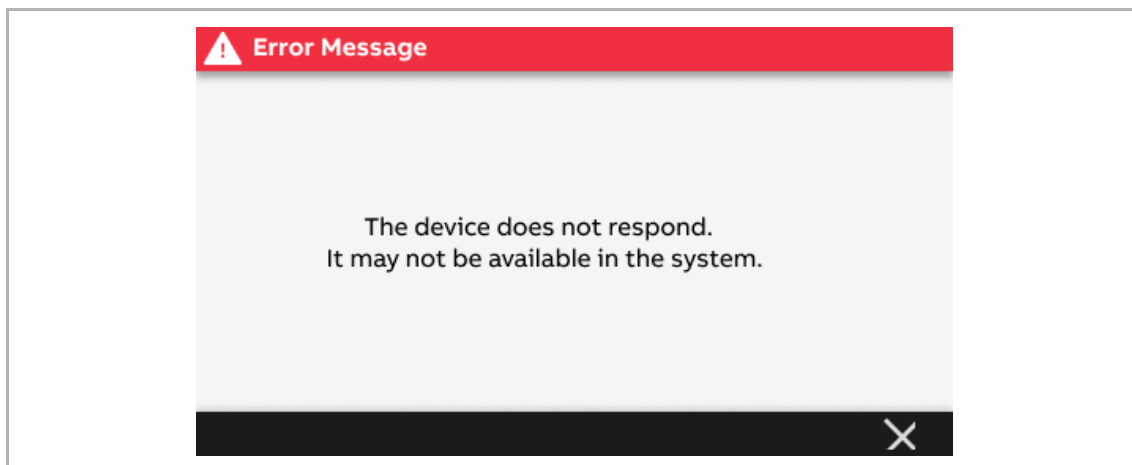 Error Message
The device does not respond.
It may not be available in the system.